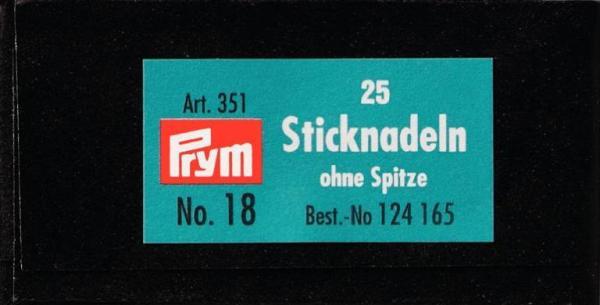 Art. 351
Prym
No. 18
25
Sticknadeln
ohne Spitze
Best.-No 124 165